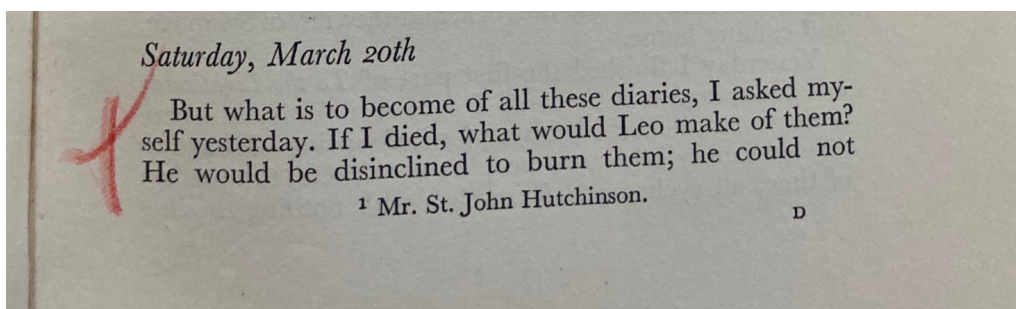 Saturday, March 20th
But what is to become of all these diaries, I asked my-
self yesterday. If I died, what would Leo make of them?
He would be disinclined to burn them; he could not
1 Mr. St. John Hutchinson.
D